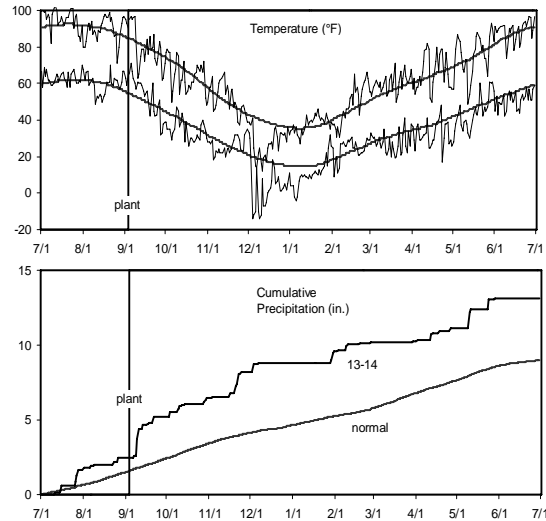 100
Temperature (°F)
80
60
40
20
0
plant
-20
7/1 8/1 9/1 10/1 11/1 12/1 1/1 2/1 3/1 4/1 5/1 6/1 7/1
15
Cumulative
Precipitation (in.)
10
13-14
plant
5
normal
0
7/1 8/1 9/1 10/1 11/1 12/1 1/1 2/1 3/1 4/1 5/1 6/1 7/1